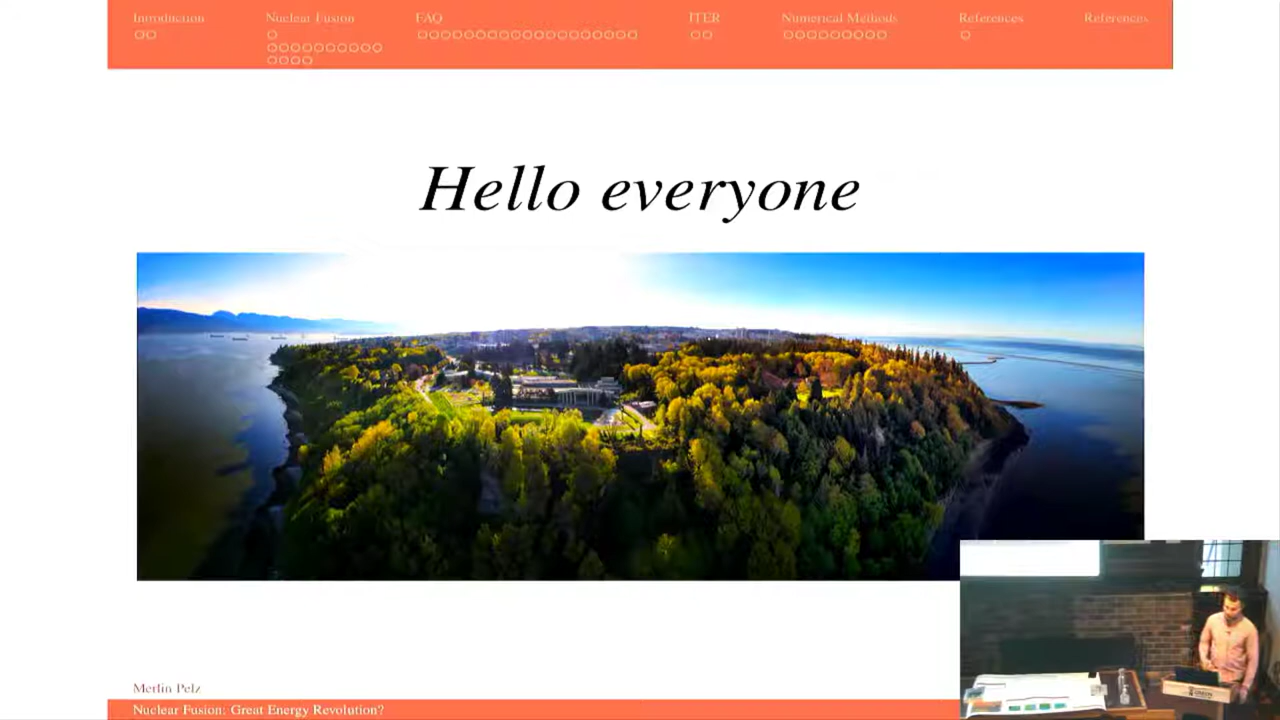 Introduction Nuclear Fusion FAQ ITER Numerical Methods References References
Hello everyone
Merlin Pelz
Nuclear Fusion: Great Energy Revolution?